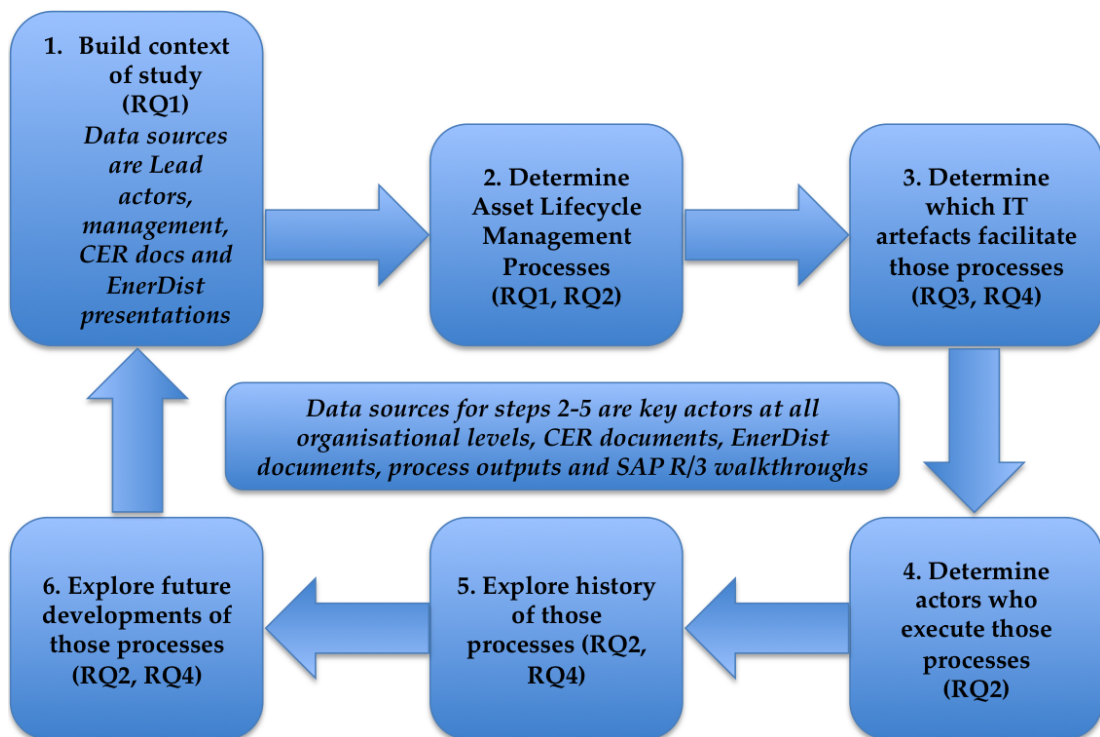 1. Build context
of study
(RQ1)
Data sources
are Lead
actors,
management,
CER docs and
EnerDist
presentations
2. Determine
Asset Lifecycle
Management
Processes
(RQ1, RQ2)
3. Determine
which IT
artefacts facilitate
those processes
(RQ3, RQ4)
Data sources for steps 2-5 are key actors at all
organisational levels, CER documents, EnerDist
documents, process outputs and SAP R/3 walkthroughs
4. Determine
actors who
execute those
processes
(RQ2)
5. Explore history
of those
processes (RQ2,
RQ4)
6. Explore future
developments of
those processes
(RQ2, RQ4)